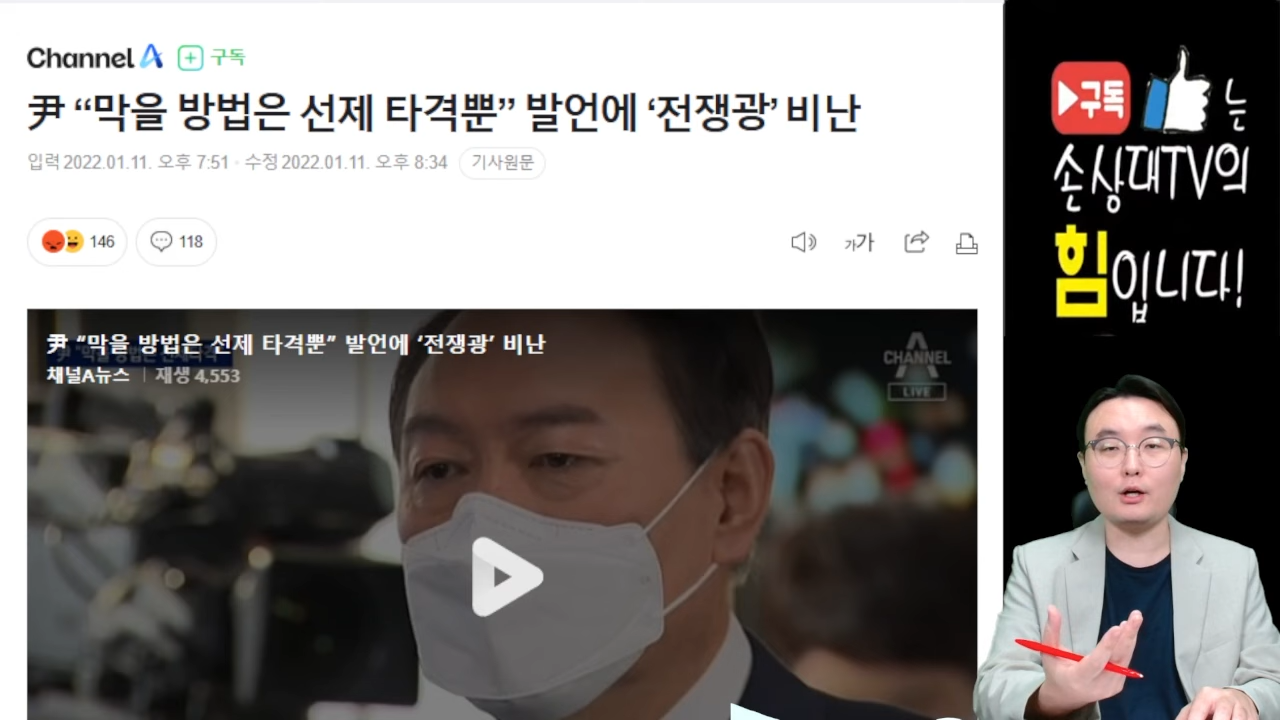 Channel A 구독
尹 “막을 방법은 선제 타격뿐” 발언에 ‘전쟁광’ 비난
입력 2022.01.11. 오후 7:51 · 수정 2022.01.11. 오후 8:34 기사원문
146 118
가가
尹 “막을 방법은 선제 타격뿐” 발언에 ‘전쟁광’ 비난
채널A뉴스 | 재생 4,553
CHANNEL A
LIVE
구독 는
손상대TV의
힘입니다!